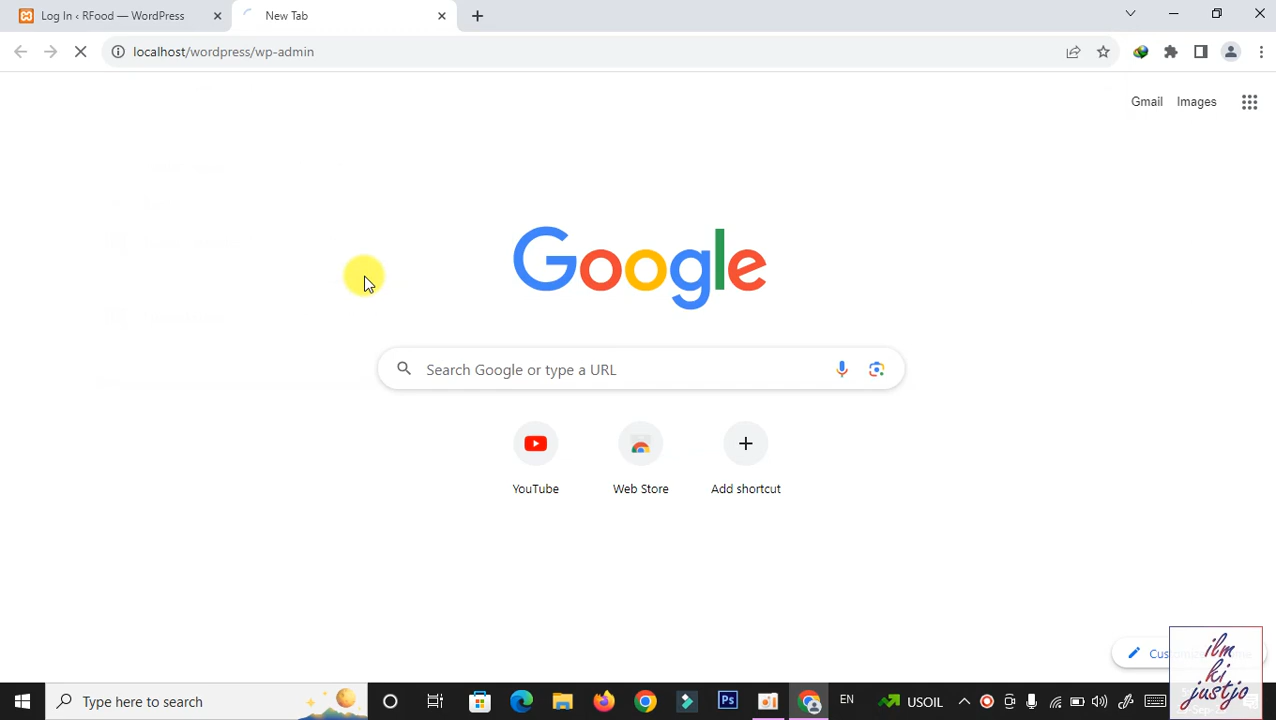 Log In ‹ RFood — WordPress
New Tab
localhost/wordpress/wp-admin
Gmail
Images
Google
Search Google or type a URL
YouTube
Web Store
Add shortcut
ilm
ki
justjo
Type here to search
EN
USOIL